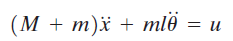 (M + m)ẍ + mlθ̈ = u